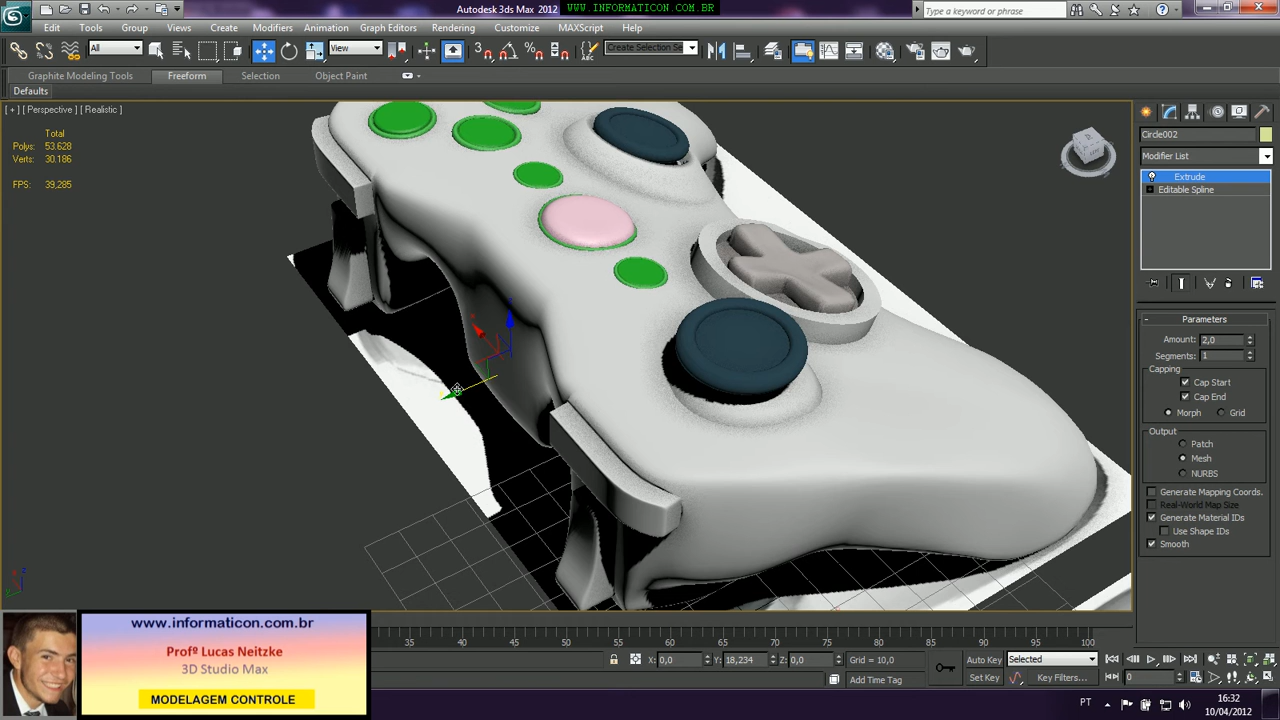 Autodesk 3ds Max 2012
WWW.INFORMATICON.COM.BR
Type a keyword or phrase
Edit Tools Group Views Create Modifiers Animation Graph Editors Rendering Customize MAXScript Help
All
View
Create Selection Se
Graphite Modeling Tools Freeform Selection Object Paint
Defaults
[ + ] [ Perspective ] [ Realistic ]
Total
Polys: 53.628
Verts: 30.186
FPS: 39,285
Circle002
Modifier List
Extrude
Editable Spline
Parameters
Amount: 2,0
Segments: 1
Capping
Cap Start
Cap End
Morph Grid
Output
Patch
Mesh
NURBS
Generate Mapping Coords.
Real-World Map Size
Generate Material IDs
Use Shape IDs
Smooth
www.informaticon.com.br
Profº Lucas Neitzke
3D Studio Max
MODELAGEM CONTROLE
35 40 45 50 55 60 65 70 75 80 85 90 95 100
X: 0,0 Y: 18,234 Z: 0,0 Grid = 10,0
Auto Key Selected
Add Time Tag
Set Key Key Filters... 0
PT 16:32
10/04/2012